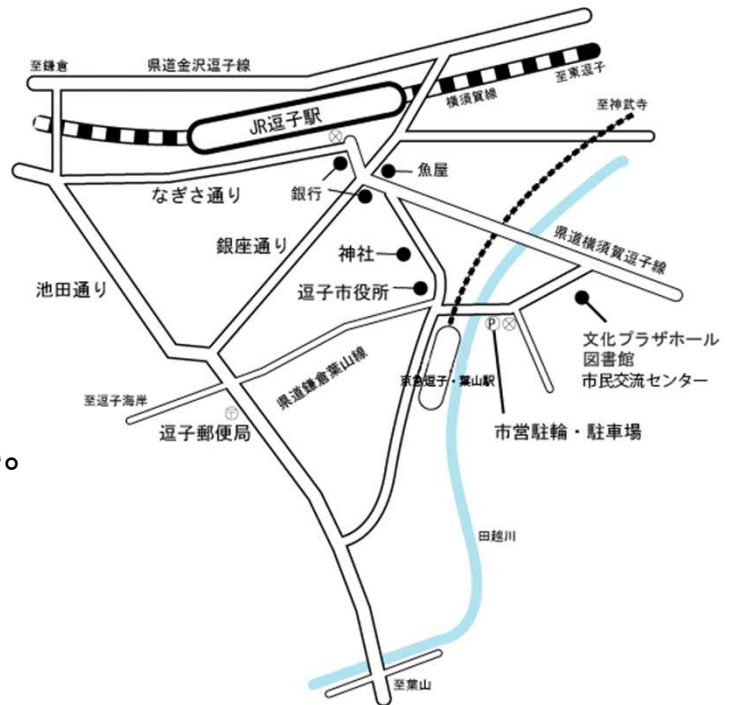 至鎌倉
県道金沢逗子線
至東逗子
横須賀線
JR逗子駅
至神武寺
魚屋
なぎさ通り
銀行
銀座通り
神社
県道横須賀逗子線
池田通り
逗子市役所
P
文化プラザホール
図書館
市民交流センター
京急逗子・葉山駅
県道鎌倉葉山線
至逗子海岸
〒
逗子郵便局
市営駐輪・駐車場
。
田越川
至葉山